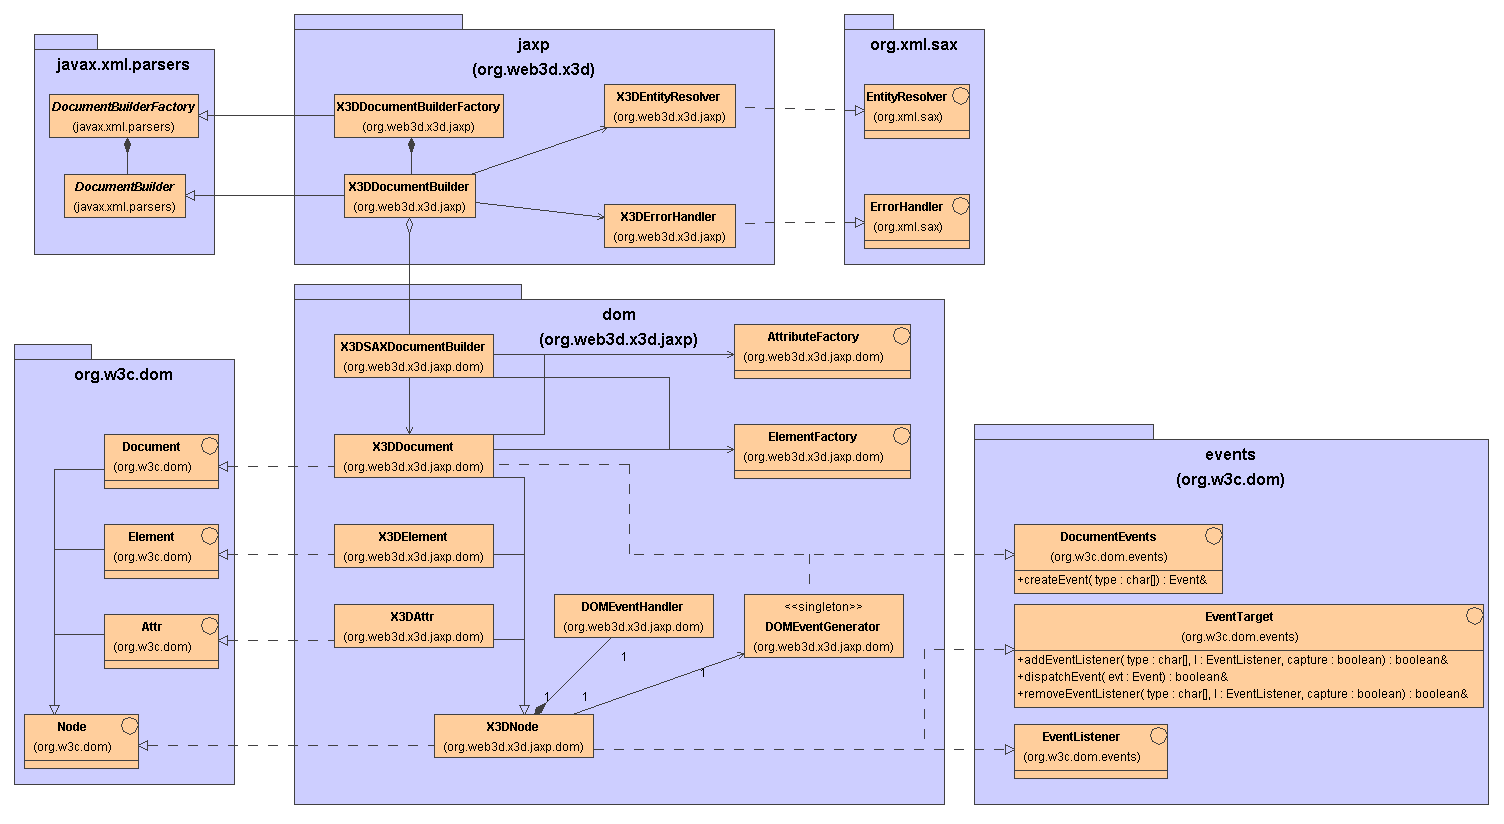 javax.xml.parsers
DocumentBuilderFactory
(javax.xml.parsers)
DocumentBuilder
(javax.xml.parsers)
jaxp
(org.web3d.x3d)
X3DDocumentBuilderFactory
(org.web3d.x3d.jaxp)
X3DEntityResolver
(org.web3d.x3d.jaxp)
X3DDocumentBuilder
(org.web3d.x3d.jaxp)
X3DErrorHandler
(org.web3d.x3d.jaxp)
org.xml.sax
EntityResolver
(org.xml.sax)
ErrorHandler
(org.xml.sax)
org.w3c.dom
Document
(org.w3c.dom)
Element
(org.w3c.dom)
Attr
(org.w3c.dom)
Node
(org.w3c.dom)
dom
(org.web3d.x3d.jaxp)
X3DSAXDocumentBuilder
(org.web3d.x3d.jaxp.dom)
AttributeFactory
(org.web3d.x3d.jaxp.dom)
X3DDocument
(org.web3d.x3d.jaxp.dom)
ElementFactory
(org.web3d.x3d.jaxp.dom)
X3DElement
(org.web3d.x3d.jaxp.dom)
X3DAttr
(org.web3d.x3d.jaxp.dom)
DOMEventHandler
(org.web3d.x3d.jaxp.dom)
<<singleton>>
DOMEventGenerator
(org.web3d.x3d.jaxp.dom)
1
1
1
1
X3DNode
(org.web3d.x3d.jaxp.dom)
events
(org.w3c.dom)
DocumentEvents
(org.w3c.dom.events)
+createEvent( type : char[]) : Event&
EventTarget
(org.w3c.dom.events)
+addEventListener( type : char[], l : EventListener, capture : boolean) : boolean&
+dispatchEvent( evt : Event) : boolean&
+removeEventListener( type : char[], l : EventListener, capture : boolean) : boolean&
EventListener
(org.w3c.dom.events)